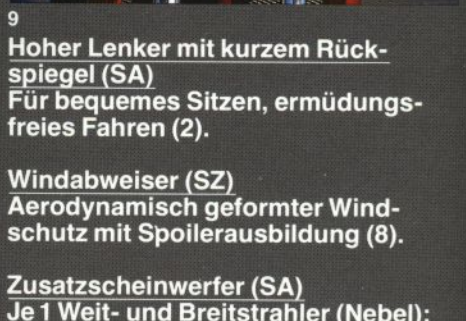 9
Hoher Lenker mit kurzem Rück-
spiegel (SA)
Für bequemes Sitzen, ermüdungs-
freies Fahren (2).
Windabweiser (SZ)
Aerodynamisch geformter Wind-
schutz mit Spoilerausbildung (8).
Zusatzscheinwerfer (SA)
Je 1 Weit- und Breitstrahler (Nebel);